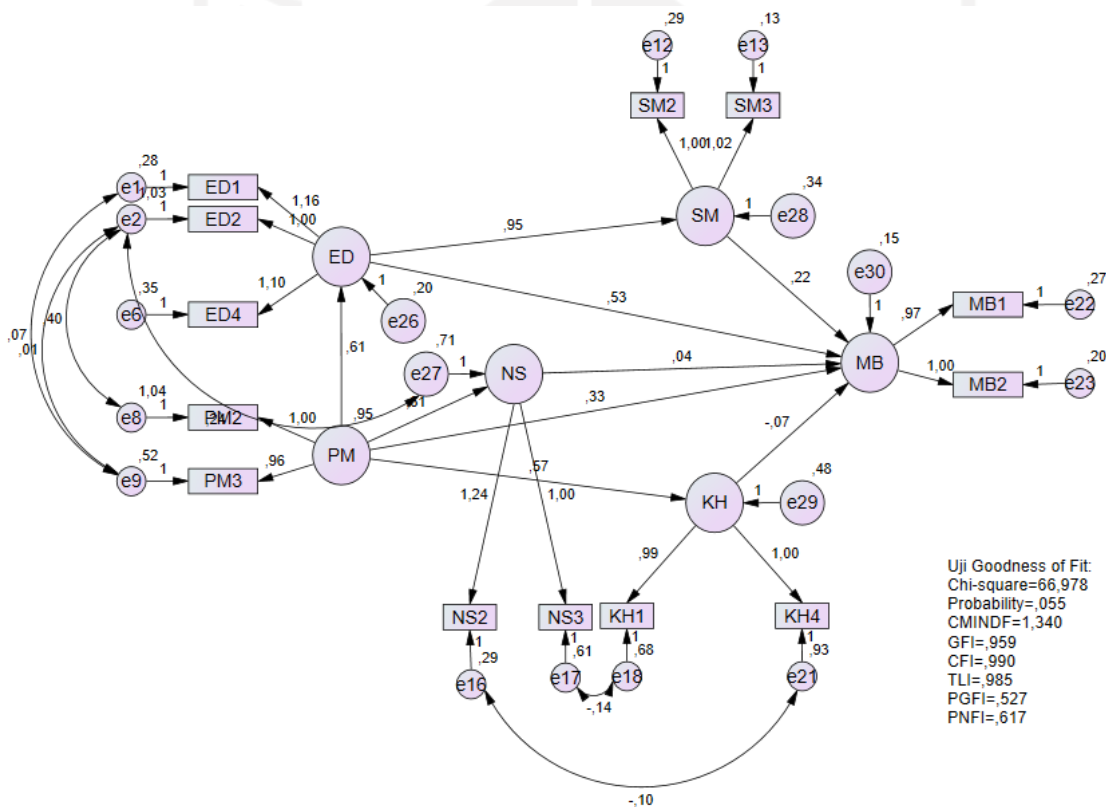 ,29
,13
e12
e13
1
1
SM2
SM3
1,00
1,02
,28
e1
1
ED1
1,03
e2
1
ED2
1,16
1,00
SM
1
e28
,34
,95
ED
,15
e30
,22
1
,35
e6
1
ED4
1,10
1
,20
e26
,53
,97
MB1
1
,27
e22
MB
,07
,01
,40
,61
,71
e27
1
NS
,04
1,00
MB2
1
,20
e23
,33
1,04
e8
1
PM2
,24
1,00
,95
,61
-,07
PM
,52
e9
1
PM3
,96
,57
,48
KH
1
e29
1,24
1,00
,99
1,00
NS2
NS3
KH1
KH4
1
1
1
1
,29
,61
,68
,93
e16
e17
e18
e21
-,14
-,10
Uji Goodness of Fit:
Chi-square=66,978
Probability=,055
CMINDF=1,340
GFI=,959
CFI=,990
TLI=,985
PGFI=,527
PNFI=,617